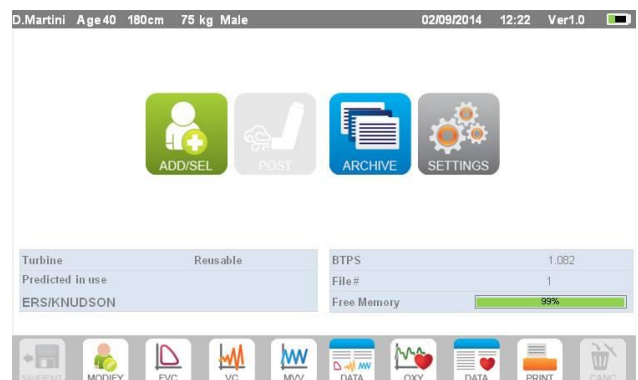 D.Martini Age 40 180cm 75 kg Male 02/09/2014 12:22 Ver1.0
ADD/SEL POST ARCHIVE SETTINGS
Turbine Reusable
Predicted in use
ERS/KNUDSON
BTPS 1.082
File # 1
Free Memory 99%
MODIFY FVC VC MVV DATA OXY DATA PRINT CANC